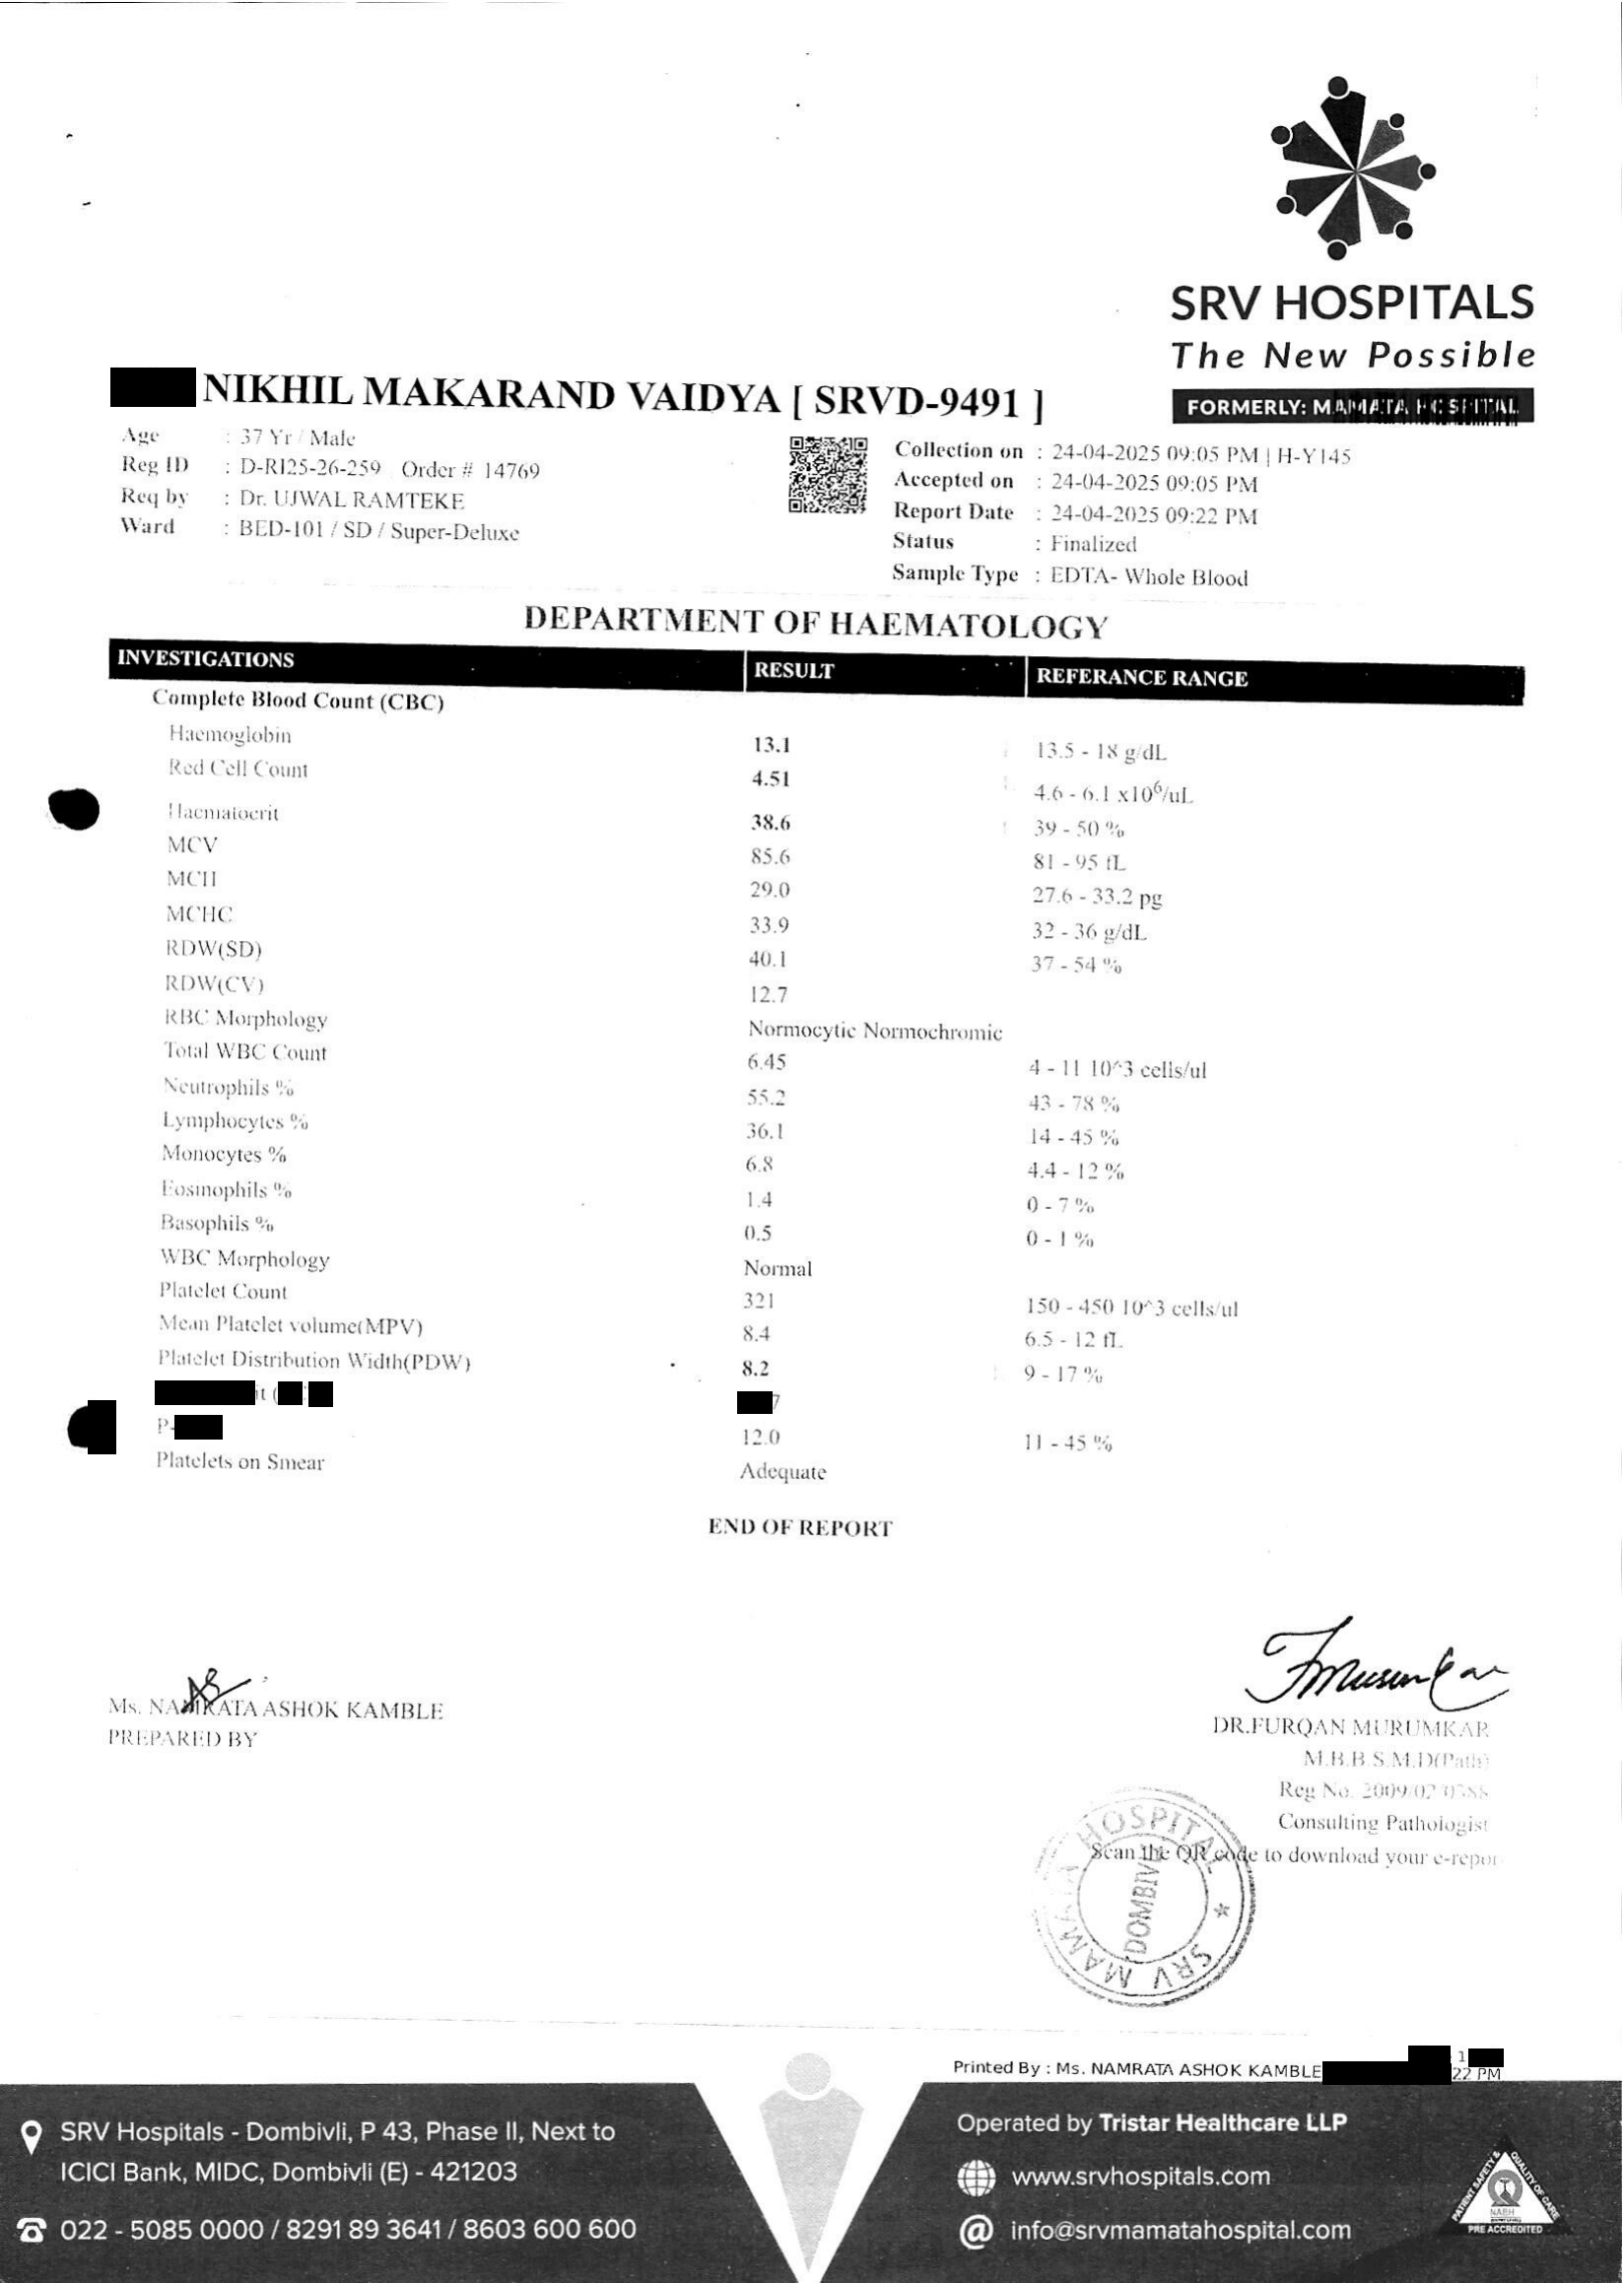 SRV HOSPITALS
The New Possible
FORMERLY: MAMATA HOSPITAL
NIKHIL MAKARAND VAIDYA [ SRVD-9491 ]
Age : 37 Yr / Male
Reg ID : D-RI25-26-259 Order # 14769
Req by : Dr. UJWAL RAMTEKE
Ward : BED-101 / SD / Super-Deluxe
Collection on : 24-04-2025 09:05 PM | H-Y145
Accepted on : 24-04-2025 09:05 PM
Report Date : 24-04-2025 09:22 PM
Status : Finalized
Sample Type : EDTA- Whole Blood
DEPARTMENT OF HAEMATOLOGY
INVESTIGATIONS RESULT REFERANCE RANGE
Complete Blood Count (CBC)
Haemoglobin 13.1 13.5 - 18 g/dL
Red Cell Count 4.51 4.6 - 6.1 x10⁶/uL
Haematocrit 38.6 39 - 50 %
MCV 85.6 81 - 95 fL
MCH 29.0 27.6 - 33.2 pg
MCHC 33.9 32 - 36 g/dL
RDW(SD) 40.1 37 - 54 %
RDW(CV) 12.7
RBC Morphology Normocytic Normochromic
Total WBC Count 6.45 4 - 11 10^3 cells/ul
Neutrophils % 55.2 43 - 78 %
Lymphocytes % 36.1 14 - 45 %
Monocytes % 6.8 4.4 - 12 %
Eosinophils % 1.4 0 - 7 %
Basophils % 0.5 0 - 1 %
WBC Morphology Normal
Platelet Count 321 150 - 450 10^3 cells/ul
Mean Platelet volume(MPV) 8.4 6.5 - 12 fL
Platelet Distribution Width(PDW) 8.2 9 - 17 %
12.0 11 - 45 %
Platelets on Smear Adequate
END OF REPORT
Ms. NAMRATA ASHOK KAMBLE
PREPARED BY
DR.FURQAN MURUMKAR
M.B.B.S.M.D(Path)
Reg No.
Consulting Pathologist
Scan the QR code to download your e-repor
SRV MAMATA HOSPITAL
DOMBIVLI
Printed By : Ms. NAMRATA ASHOK KAMBLE
22 PM
SRV Hospitals - Dombivli, P 43, Phase II, Next to
ICICI Bank, MIDC, Dombivli (E) - 421203
022 - 5085 0000 / 8291 89 3641 / 8603 600 600
Operated by Tristar Healthcare LLP
www.srvhospitals.com
info@srvmamatahospital.com
PATIENT SAFETY & QUALITY OF CARE
NABH
PRE ACCREDITED